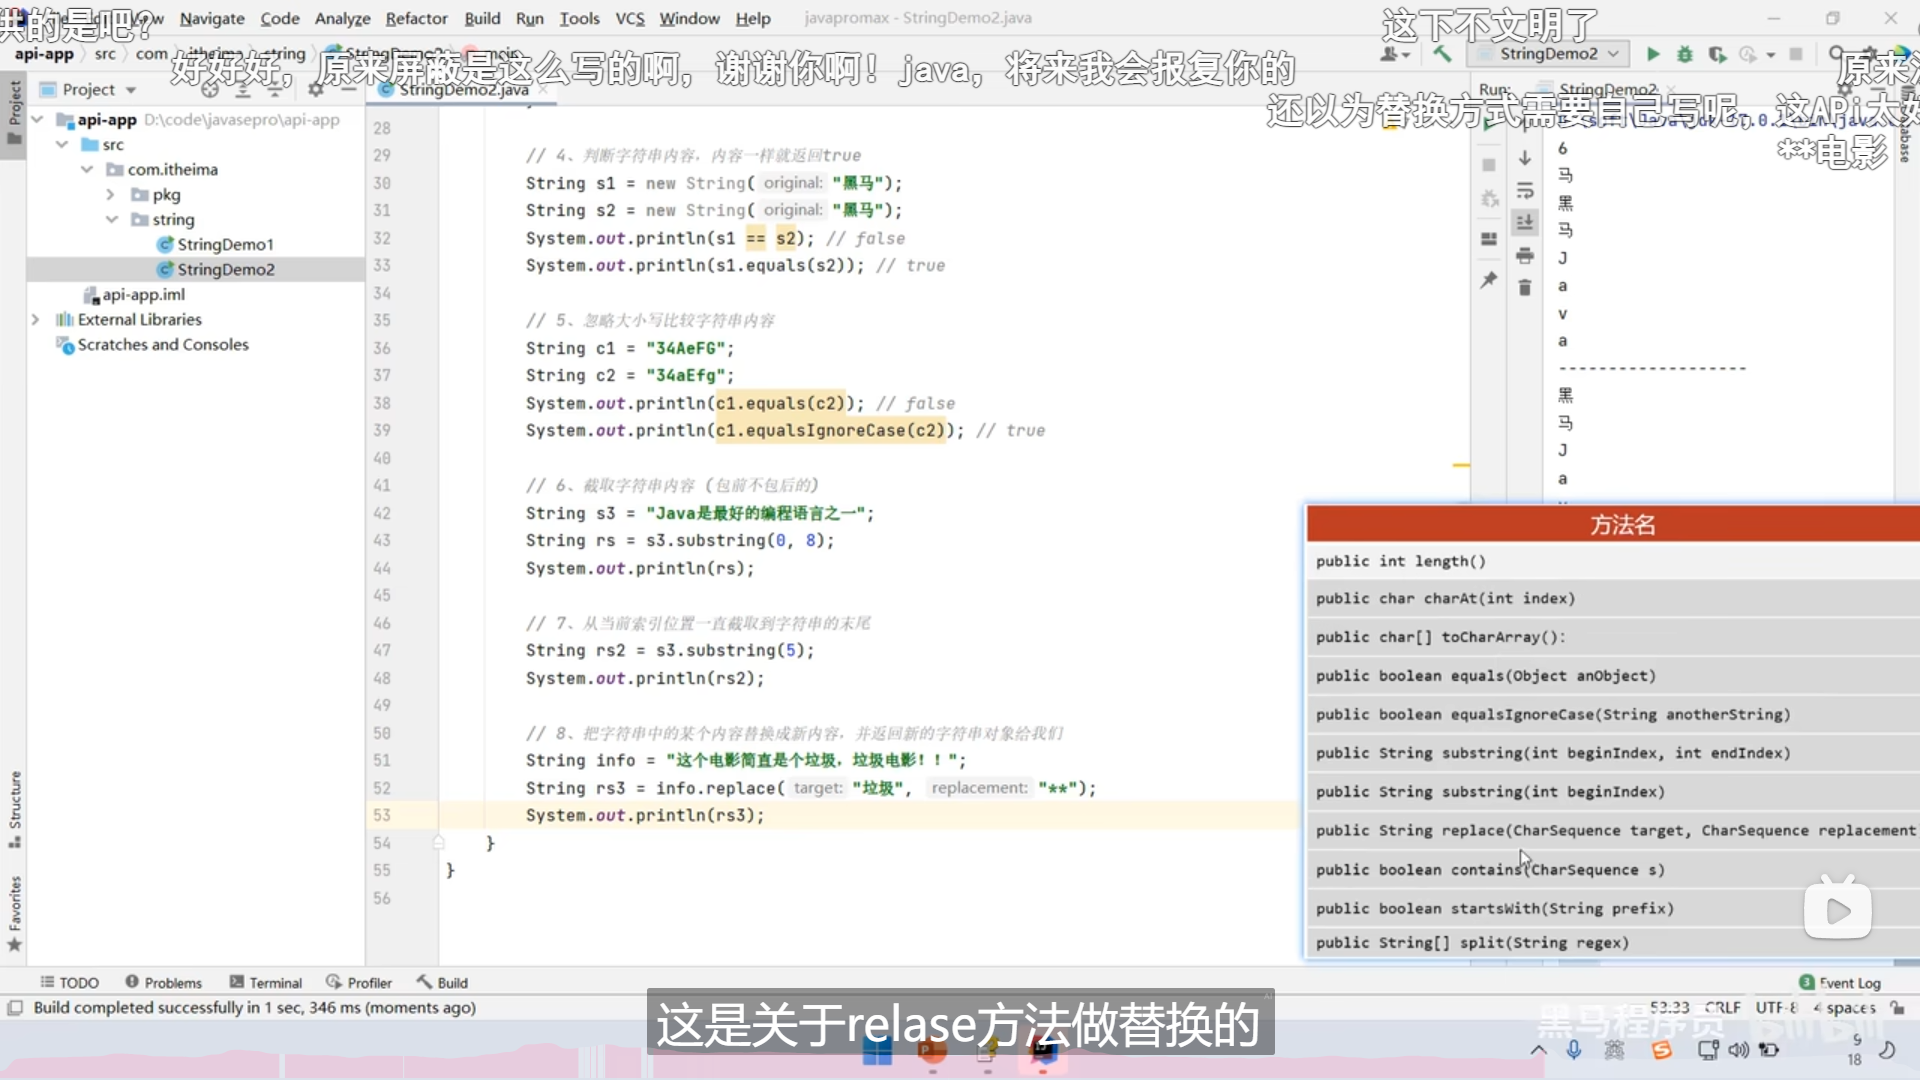 洪的是吧？
这下不文明了
好好好，原来屏蔽是这么写的啊，谢谢你啊！java，将来我会报复你的
还以为替换方式需要自己写呢，这APi太好
**电影
Navigate Code Analyze Refactor Build Run Tools VCS Window Help
javapromax - StringDemo2.java
api-app src com itheima string StringDemo2 main
StringDemo2
Project
Project
StringDemo2.java
Run: StringDemo2
api-app D:\code\javasepro\api-app
src
com.itheima
pkg
string
StringDemo1
StringDemo2
api-app.iml
External Libraries
Scratches and Consoles
28
29 // 4、判断字符串内容，内容一样就返回true
30 String s1 = new String( original: "黑马");
31 String s2 = new String( original: "黑马");
32 System.out.println(s1 == s2); // false
33 System.out.println(s1.equals(s2)); // true
34
35 // 5、忽略大小写比较字符串内容
36 String c1 = "34AeFG";
37 String c2 = "34aEfg";
38 System.out.println(c1.equals(c2)); // false
39 System.out.println(c1.equalsIgnoreCase(c2)); // true
40
41 // 6、截取字符串内容 (包前不包后的)
42 String s3 = "Java是最好的编程语言之一";
43 String rs = s3.substring(0, 8);
44 System.out.println(rs);
45
46 // 7、从当前索引位置一直截取到字符串的末尾
47 String rs2 = s3.substring(5);
48 System.out.println(rs2);
49
50 // 8、把字符串中的某个内容替换成新内容，并返回新的字符串对象给我们
51 String info = "这个电影简直是个垃圾，垃圾电影！！";
52 String rs3 = info.replace( target: "垃圾", replacement: "**");
53 System.out.println(rs3);
54 }
55 }
56
6
马
黑
马
J
a
v
a
-------------------
黑
马
J
a
方法名
public int length()
public char charAt(int index)
public char[] toCharArray():
public boolean equals(Object anObject)
public boolean equalsIgnoreCase(String anotherString)
public String substring(int beginIndex, int endIndex)
public String substring(int beginIndex)
public String replace(CharSequence target, CharSequence replacement
public boolean contains(CharSequence s)
public boolean startsWith(String prefix)
public String[] split(String regex)
Structure
Favorites
TODO Problems Terminal Profiler Build
3 Event Log
Build completed successfully in 1 sec, 346 ms (moments ago)
53:33 CRLF UTF-8 4 spaces
黑马程序员
这是关于relase方法做替换的
英
9
18